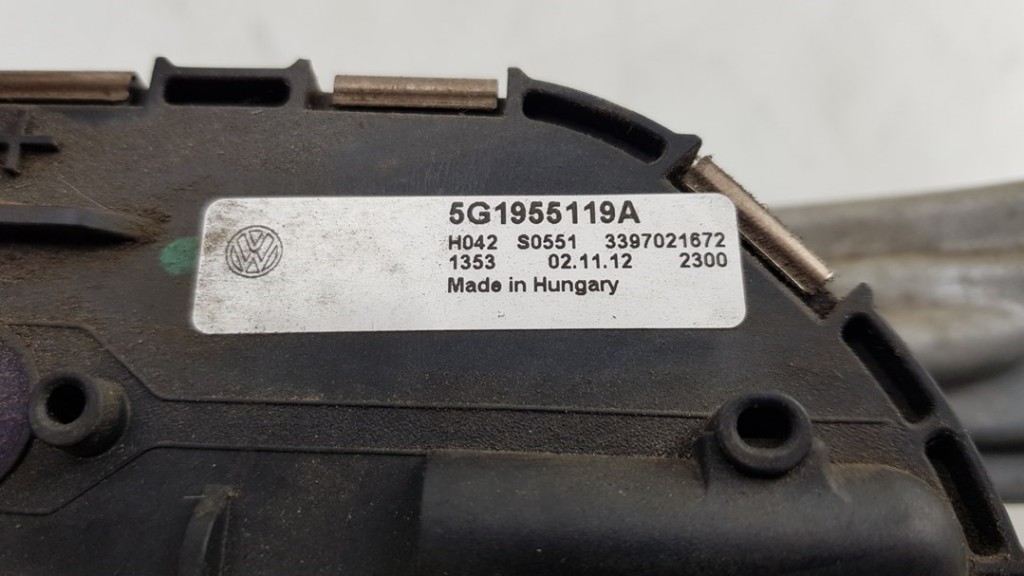 5G1955119A
H042 S0551 3397021672
1353 02.11.12 2300
Made in Hungary